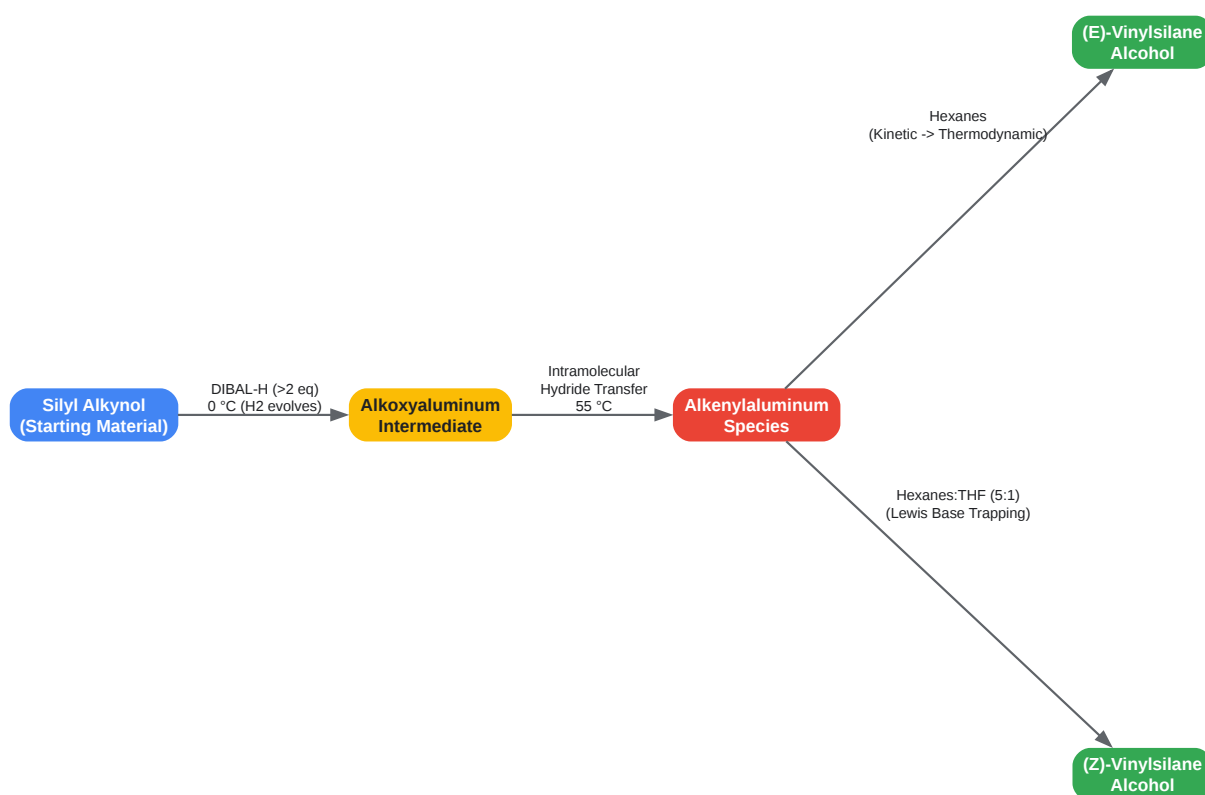 (E)-Vinylsilane
Alcohol
Hexanes
(Kinetic -> Thermodynamic)
Intramolecular
Hydride Transfer
55 °C
DIBAL-H (>2 eq)
0 °C (H2 evolves)
Silyl Alkynol
(Starting Material)
Alkoxyaluminum
Intermediate
Alkenylaluminum
Species
Hexanes:THF (5:1)
(Lewis Base Trapping)
(Z)-Vinylsilane
Alcohol